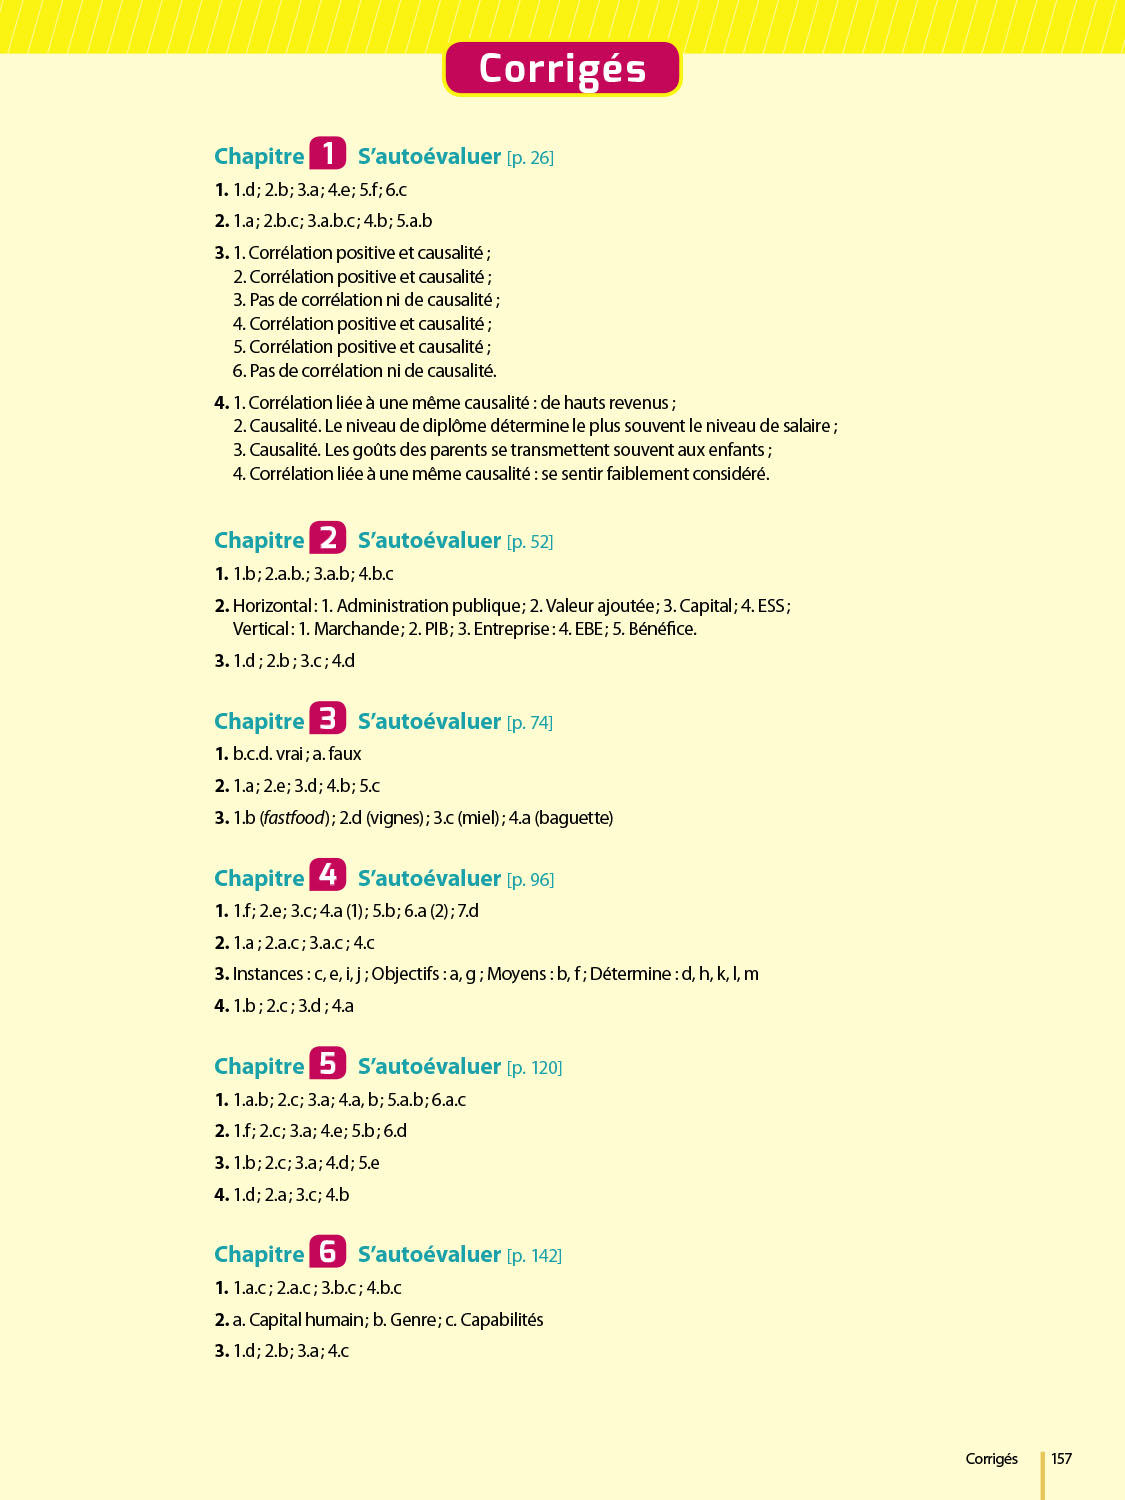 Corrigés
Chapitre 1 S’autoévaluer [p. 26]
1. 1.d ; 2.b ; 3.a ; 4.e ; 5.f ; 6.c
2. 1.a ; 2.b.c ; 3.a.b.c ; 4.b ; 5.a.b
3. 1. Corrélation positive et causalité ;
2. Corrélation positive et causalité ;
3. Pas de corrélation ni de causalité ;
4. Corrélation positive et causalité ;
5. Corrélation positive et causalité ;
6. Pas de corrélation ni de causalité.
4. 1. Corrélation liée à une même causalité : de hauts revenus ;
2. Causalité. Le niveau de diplôme détermine le plus souvent le niveau de salaire ;
3. Causalité. Les goûts des parents se transmettent souvent aux enfants ;
4. Corrélation liée à une même causalité : se sentir faiblement considéré.
Chapitre 2 S’autoévaluer [p. 52]
1. 1.b ; 2.a.b. ; 3.a.b ; 4.b.c
2. Horizontal : 1. Administration publique ; 2. Valeur ajoutée ; 3. Capital ; 4. ESS ;
Vertical : 1. Marchande ; 2. PIB ; 3. Entreprise : 4. EBE ; 5. Bénéfice.
3. 1.d ; 2.b ; 3.c ; 4.d
Chapitre 3 S’autoévaluer [p. 74]
1. b.c.d. vrai ; a. faux
2. 1.a ; 2.e ; 3.d ; 4.b ; 5.c
3. 1.b (fastfood) ; 2.d (vignes) ; 3.c (miel) ; 4.a (baguette)
Chapitre 4 S’autoévaluer [p. 96]
1. 1.f ; 2.e ; 3.c ; 4.a (1) ; 5.b ; 6.a (2) ; 7.d
2. 1.a ; 2.a.c ; 3.a.c ; 4.c
3. Instances : c, e, i, j ; Objectifs : a, g ; Moyens : b, f ; Détermine : d, h, k, l, m
4. 1.b ; 2.c ; 3.d ; 4.a
Chapitre 5 S’autoévaluer [p. 120]
1. 1.a.b ; 2.c ; 3.a ; 4.a, b ; 5.a.b ; 6.a.c
2. 1.f ; 2.c ; 3.a ; 4.e ; 5.b ; 6.d
3. 1.b ; 2.c ; 3.a ; 4.d ; 5.e
4. 1.d ; 2.a ; 3.c ; 4.b
Chapitre 6 S’autoévaluer [p. 142]
1. 1.a.c ; 2.a.c ; 3.b.c ; 4.b.c
2. a. Capital humain ; b. Genre ; c. Capabilités
3. 1.d ; 2.b ; 3.a ; 4.c
Corrigés 157